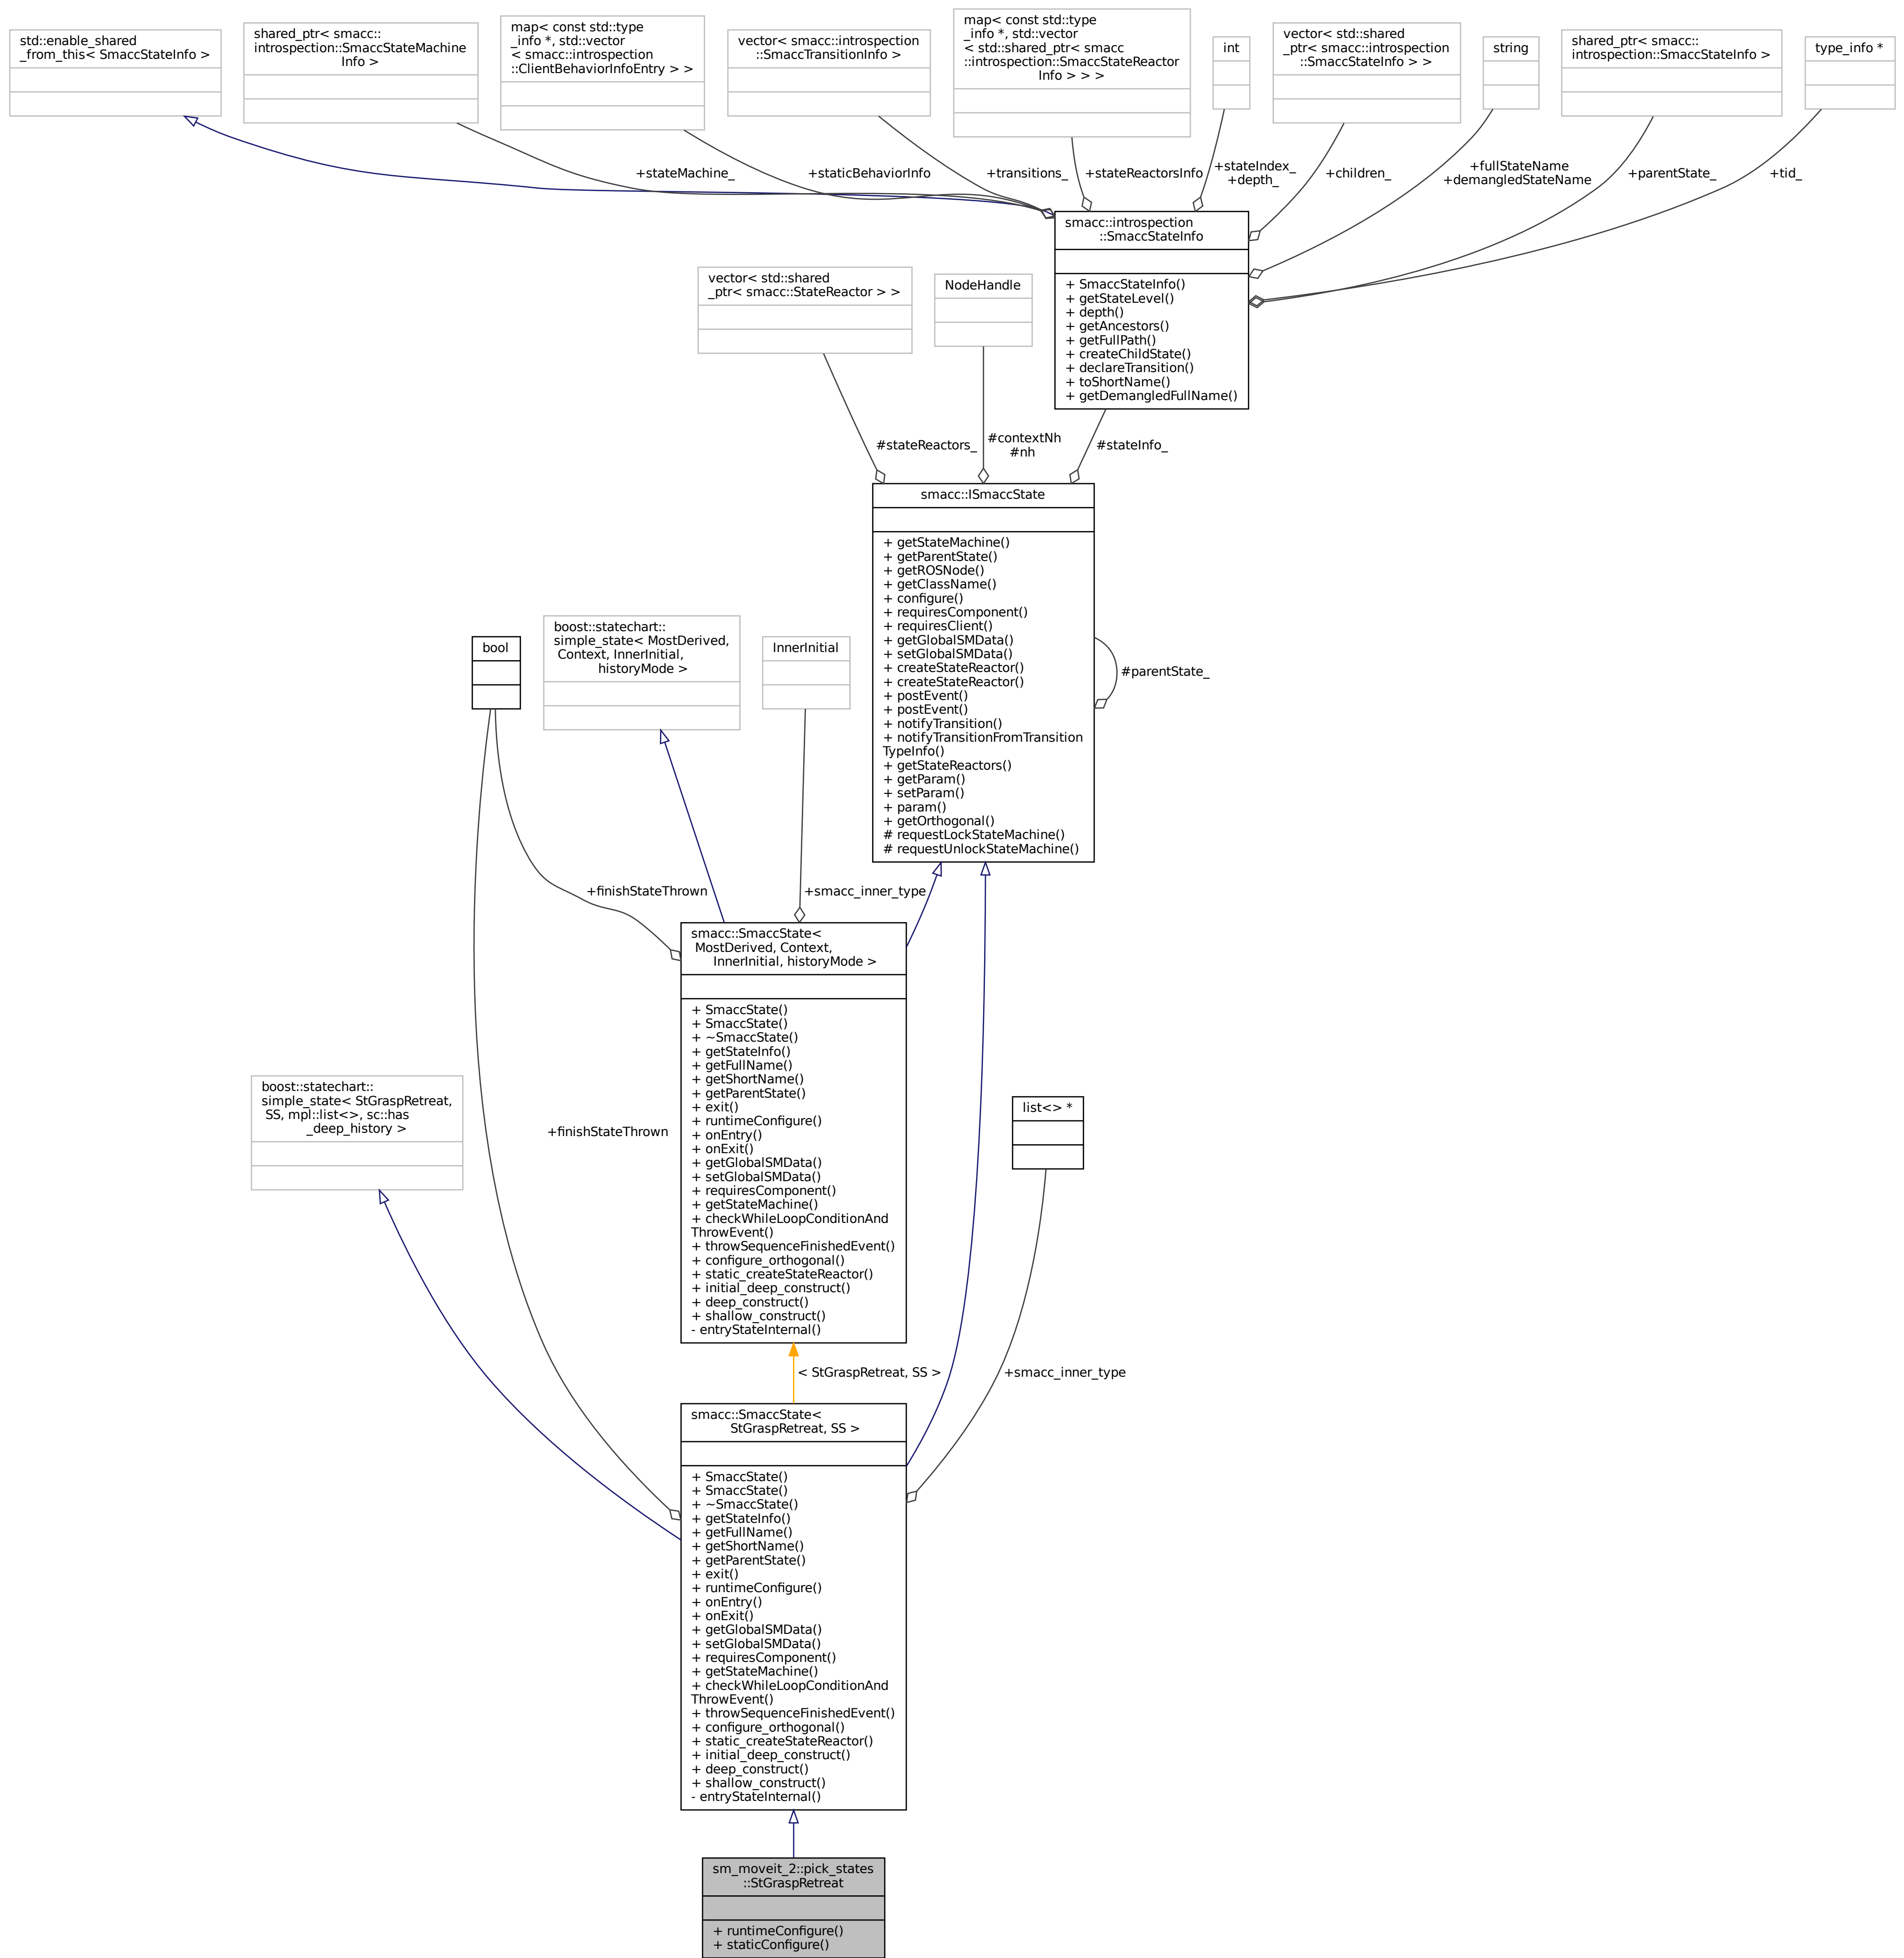 std::enable_shared
_from_this< SmaccStateInfo >
shared_ptr< smacc::
introspection::SmaccStateMachine
Info >
map< const std::type
_info *, std::vector
< smacc::introspection
::ClientBehaviorInfoEntry > >
vector< smacc::introspection
::SmaccTransitionInfo >
map< const std::type
_info *, std::vector
< std::shared_ptr< smacc
::introspection::SmaccStateReactor
Info > > >
int
vector< std::shared
_ptr< smacc::introspection
::SmaccStateInfo > >
string
shared_ptr< smacc::
introspection::SmaccStateInfo >
type_info *
+stateMachine_
+staticBehaviorInfo
+transitions_
+stateReactorsInfo
+stateIndex_
+depth_
+children_
+fullStateName
+demangledStateName
+parentState_
+tid_
smacc::introspection
::SmaccStateInfo
+ SmaccStateInfo()
+ getStateLevel()
+ depth()
+ getAncestors()
+ getFullPath()
+ createChildState()
+ declareTransition()
+ toShortName()
+ getDemangledFullName()
vector< std::shared
_ptr< smacc::StateReactor > >
NodeHandle
#stateReactors_
#contextNh
#nh
#stateInfo_
smacc::ISmaccState
+ getStateMachine()
+ getParentState()
+ getROSNode()
+ getClassName()
+ configure()
+ requiresComponent()
+ requiresClient()
+ getGlobalSMData()
+ setGlobalSMData()
+ createStateReactor()
+ createStateReactor()
+ postEvent()
+ postEvent()
+ notifyTransition()
+ notifyTransitionFromTransition
TypeInfo()
+ getStateReactors()
+ getParam()
+ setParam()
+ param()
+ getOrthogonal()
# requestLockStateMachine()
# requestUnlockStateMachine()
#parentState_
bool
boost::statechart::
simple_state< MostDerived,
Context, InnerInitial,
historyMode >
InnerInitial
+finishStateThrown
+smacc_inner_type
smacc::SmaccState<
MostDerived, Context,
InnerInitial, historyMode >
+ SmaccState()
+ SmaccState()
+ ~SmaccState()
+ getStateInfo()
+ getFullName()
+ getShortName()
+ getParentState()
+ exit()
+ runtimeConfigure()
+ onEntry()
+ onExit()
+ getGlobalSMData()
+ setGlobalSMData()
+ requiresComponent()
+ getStateMachine()
+ checkWhileLoopConditionAnd
ThrowEvent()
+ throwSequenceFinishedEvent()
+ configure_orthogonal()
+ static_createStateReactor()
+ initial_deep_construct()
+ deep_construct()
+ shallow_construct()
- entryStateInternal()
boost::statechart::
simple_state< StGraspRetreat,
SS, mpl::list<>, sc::has
_deep_history >
+finishStateThrown
list<> *
< StGraspRetreat, SS >
+smacc_inner_type
smacc::SmaccState<
StGraspRetreat, SS >
+ SmaccState()
+ SmaccState()
+ ~SmaccState()
+ getStateInfo()
+ getFullName()
+ getShortName()
+ getParentState()
+ exit()
+ runtimeConfigure()
+ onEntry()
+ onExit()
+ getGlobalSMData()
+ setGlobalSMData()
+ requiresComponent()
+ getStateMachine()
+ checkWhileLoopConditionAnd
ThrowEvent()
+ throwSequenceFinishedEvent()
+ configure_orthogonal()
+ static_createStateReactor()
+ initial_deep_construct()
+ deep_construct()
+ shallow_construct()
- entryStateInternal()
sm_moveit_2::pick_states
::StGraspRetreat
+ runtimeConfigure()
+ staticConfigure()